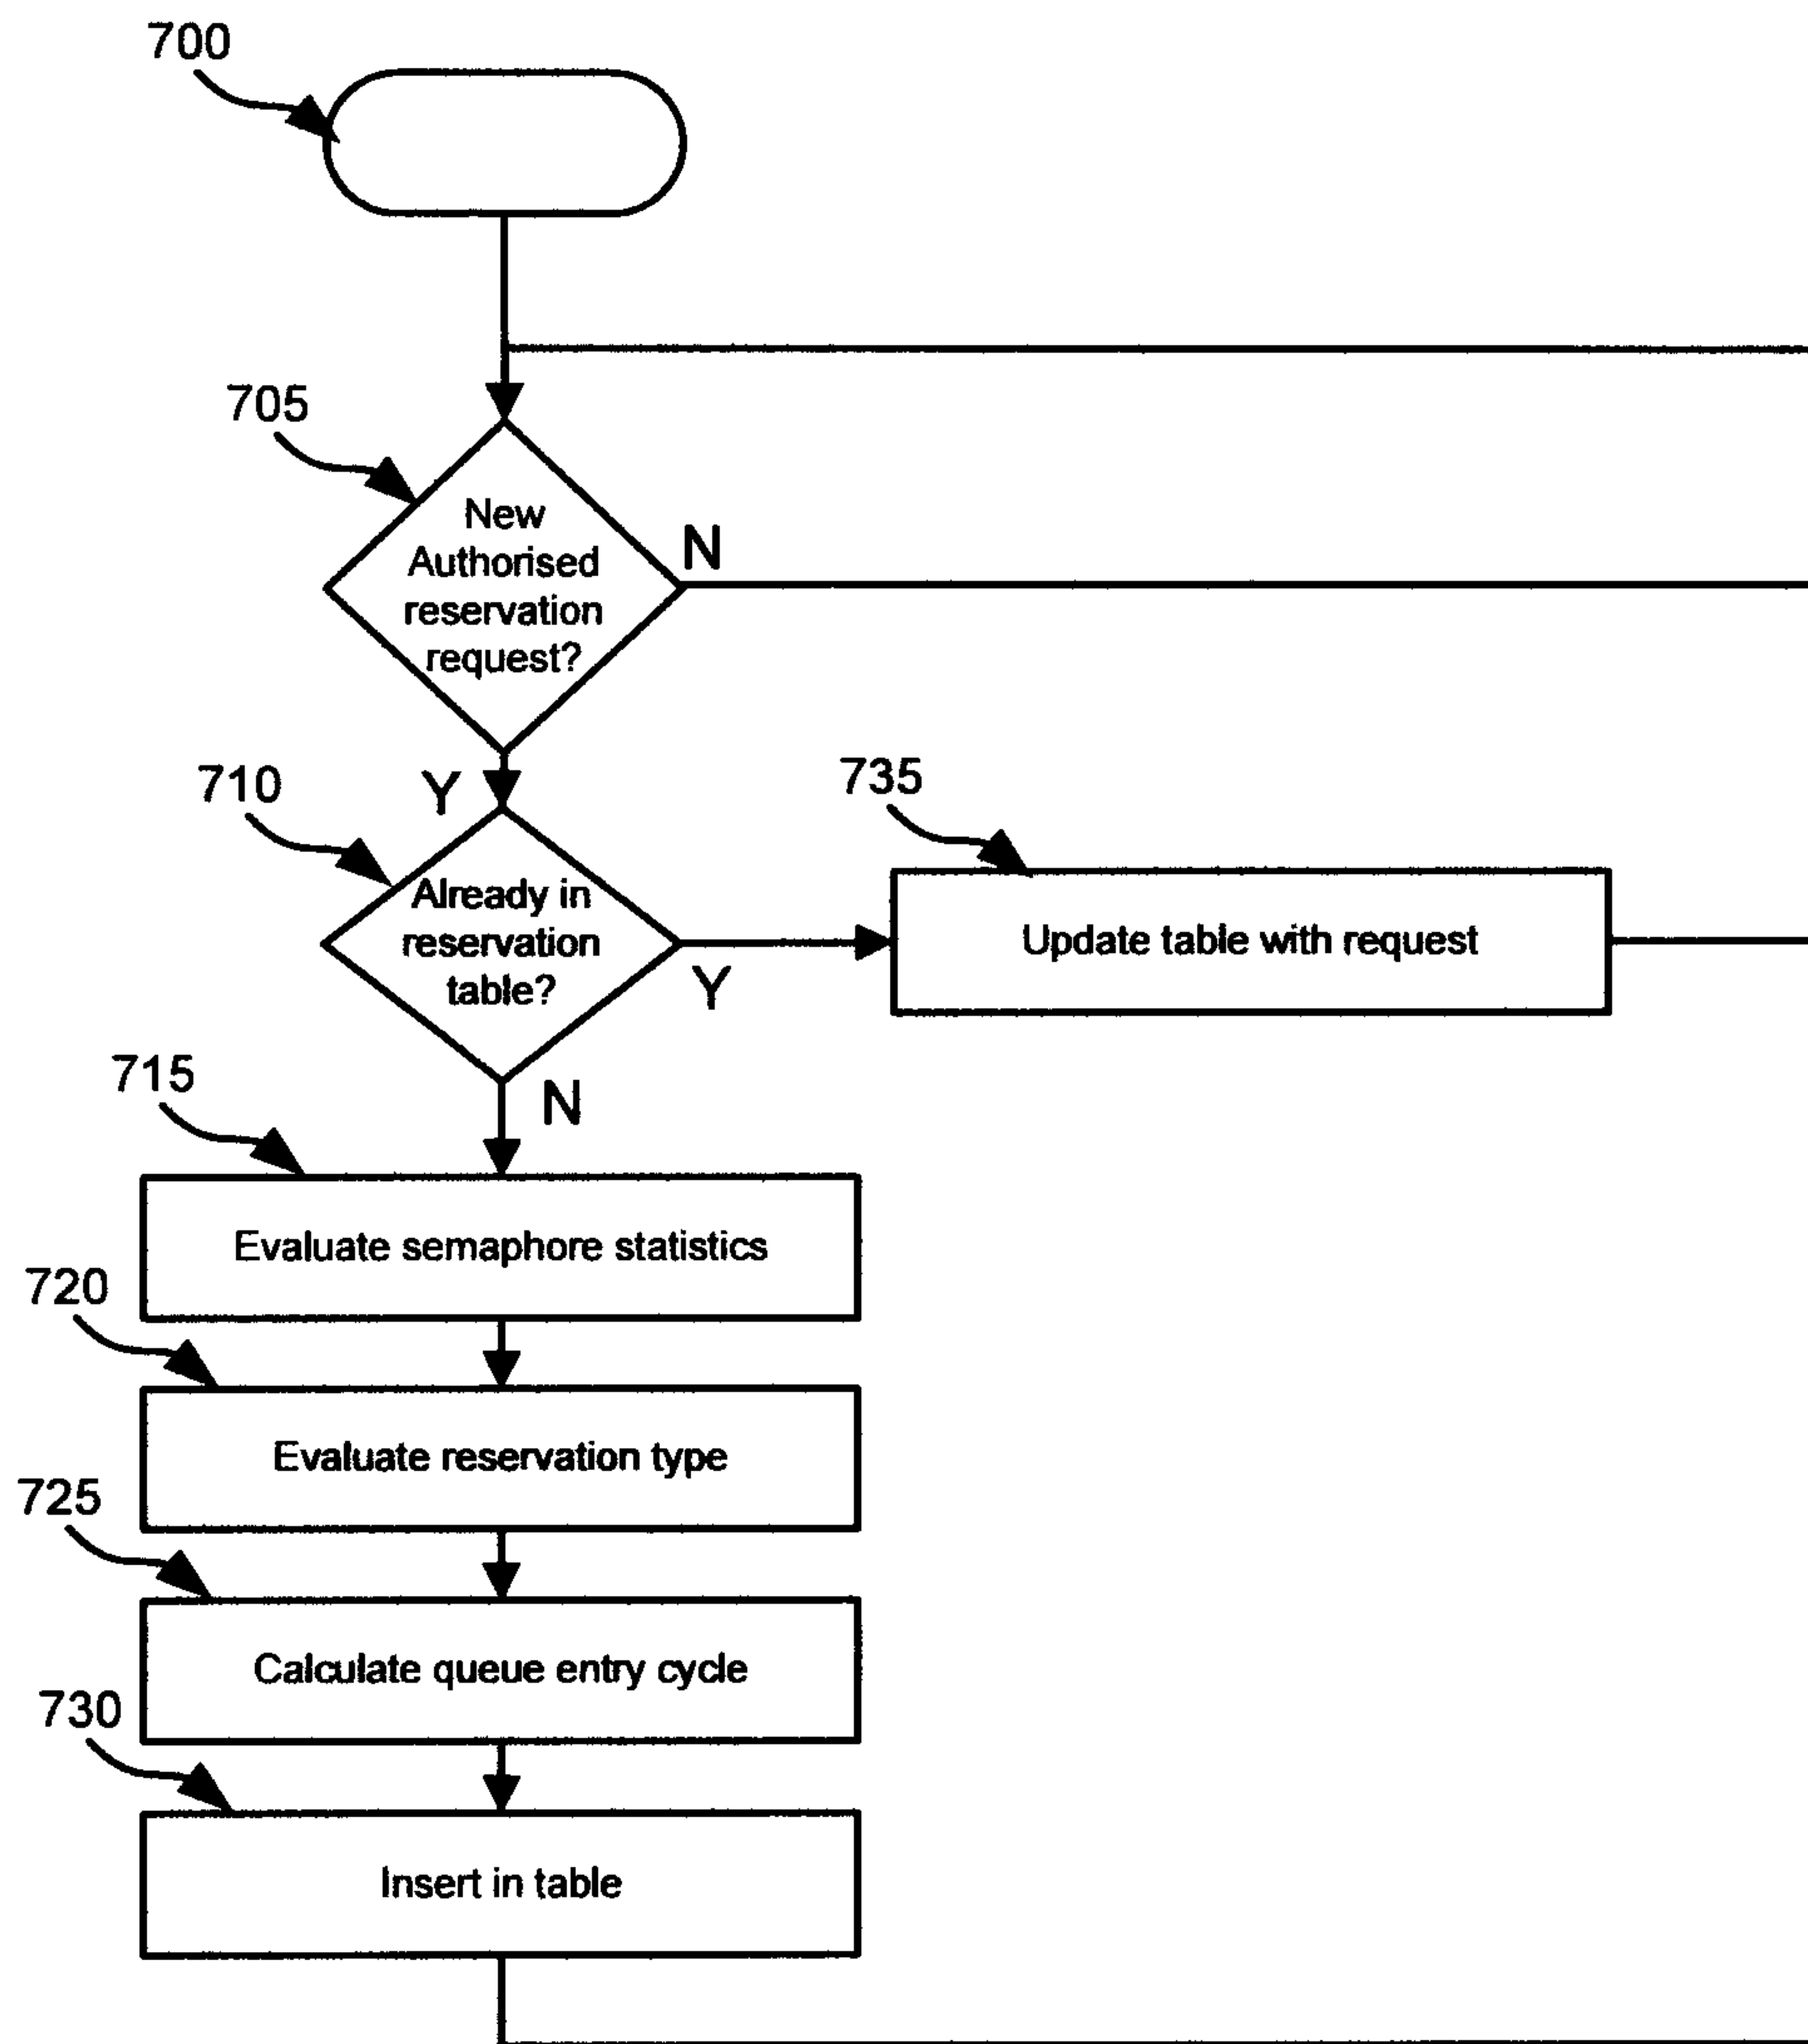 700
705
New
Authorised
reservation
request?
N
Y
710
Already in
reservation
table?
Y
735
Update table with request
N
715
Evaluate semaphore statistics
720
Evaluate reservation type
725
Calculate queue entry cycle
730
Insert in table